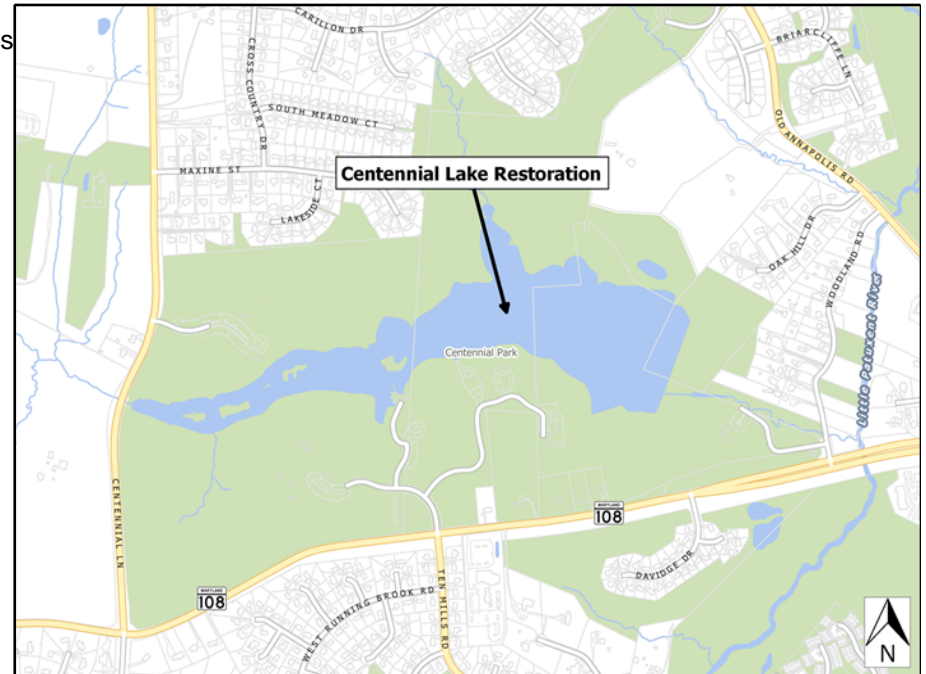 s
CARILLON DR
BRIARCLIFFE LN
CROSS COUNTRY DR
SOUTH MEADOW CT
OLD ANNAPOLIS RD
MAXINE ST
Centennial Lake Restoration
LAKESIDE CT
OAK HILL DR
WOODLAND RD
Little Patuxent River
Centennial Park
CENTENNIAL LN
MARYLAND
108
DAVIDGE DR
TEN MILLS RD
MARYLAND
108
WEST RUNNING BROOK RD
N